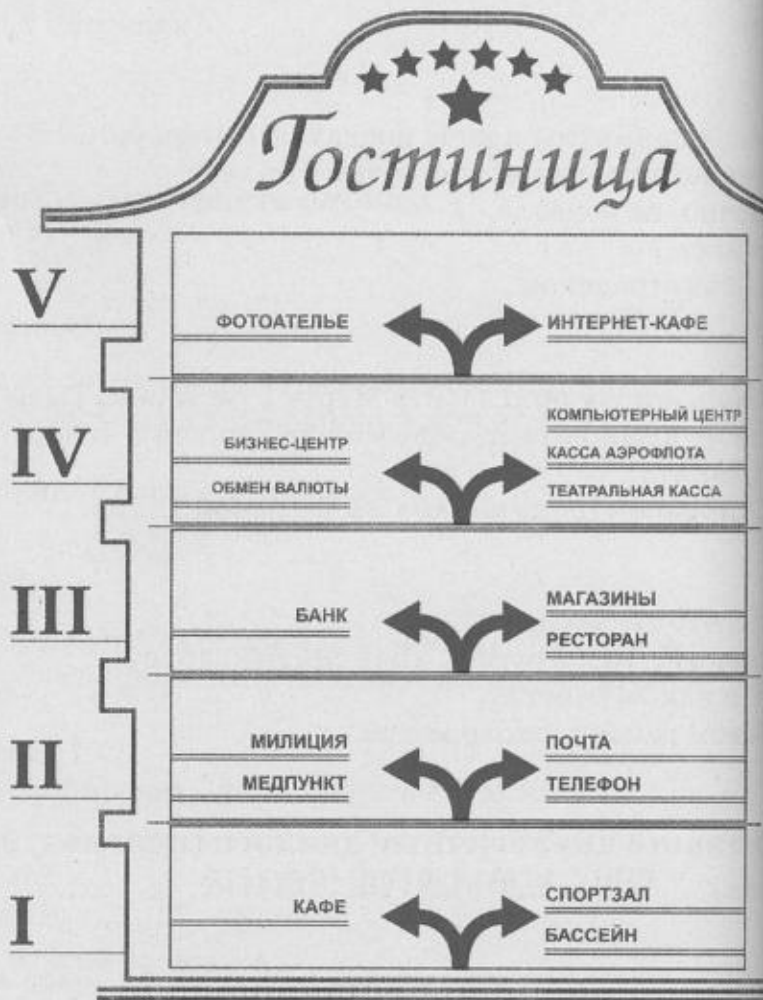 Гостиница
V
ФОТОАТЕЛЬЕ ИНТЕРНЕТ-КАФЕ
IV
КОМПЬЮТЕРНЫЙ ЦЕНТР
БИЗНЕС-ЦЕНТР КАССА АЭРОФЛОТА
ОБМЕН ВАЛЮТЫ ТЕАТРАЛЬНАЯ КАССА
III
МАГАЗИНЫ
БАНК РЕСТОРАН
II
МИЛИЦИЯ ПОЧТА
МЕДПУНКТ ТЕЛЕФОН
I
КАФЕ СПОРТЗАЛ
БАССЕЙН